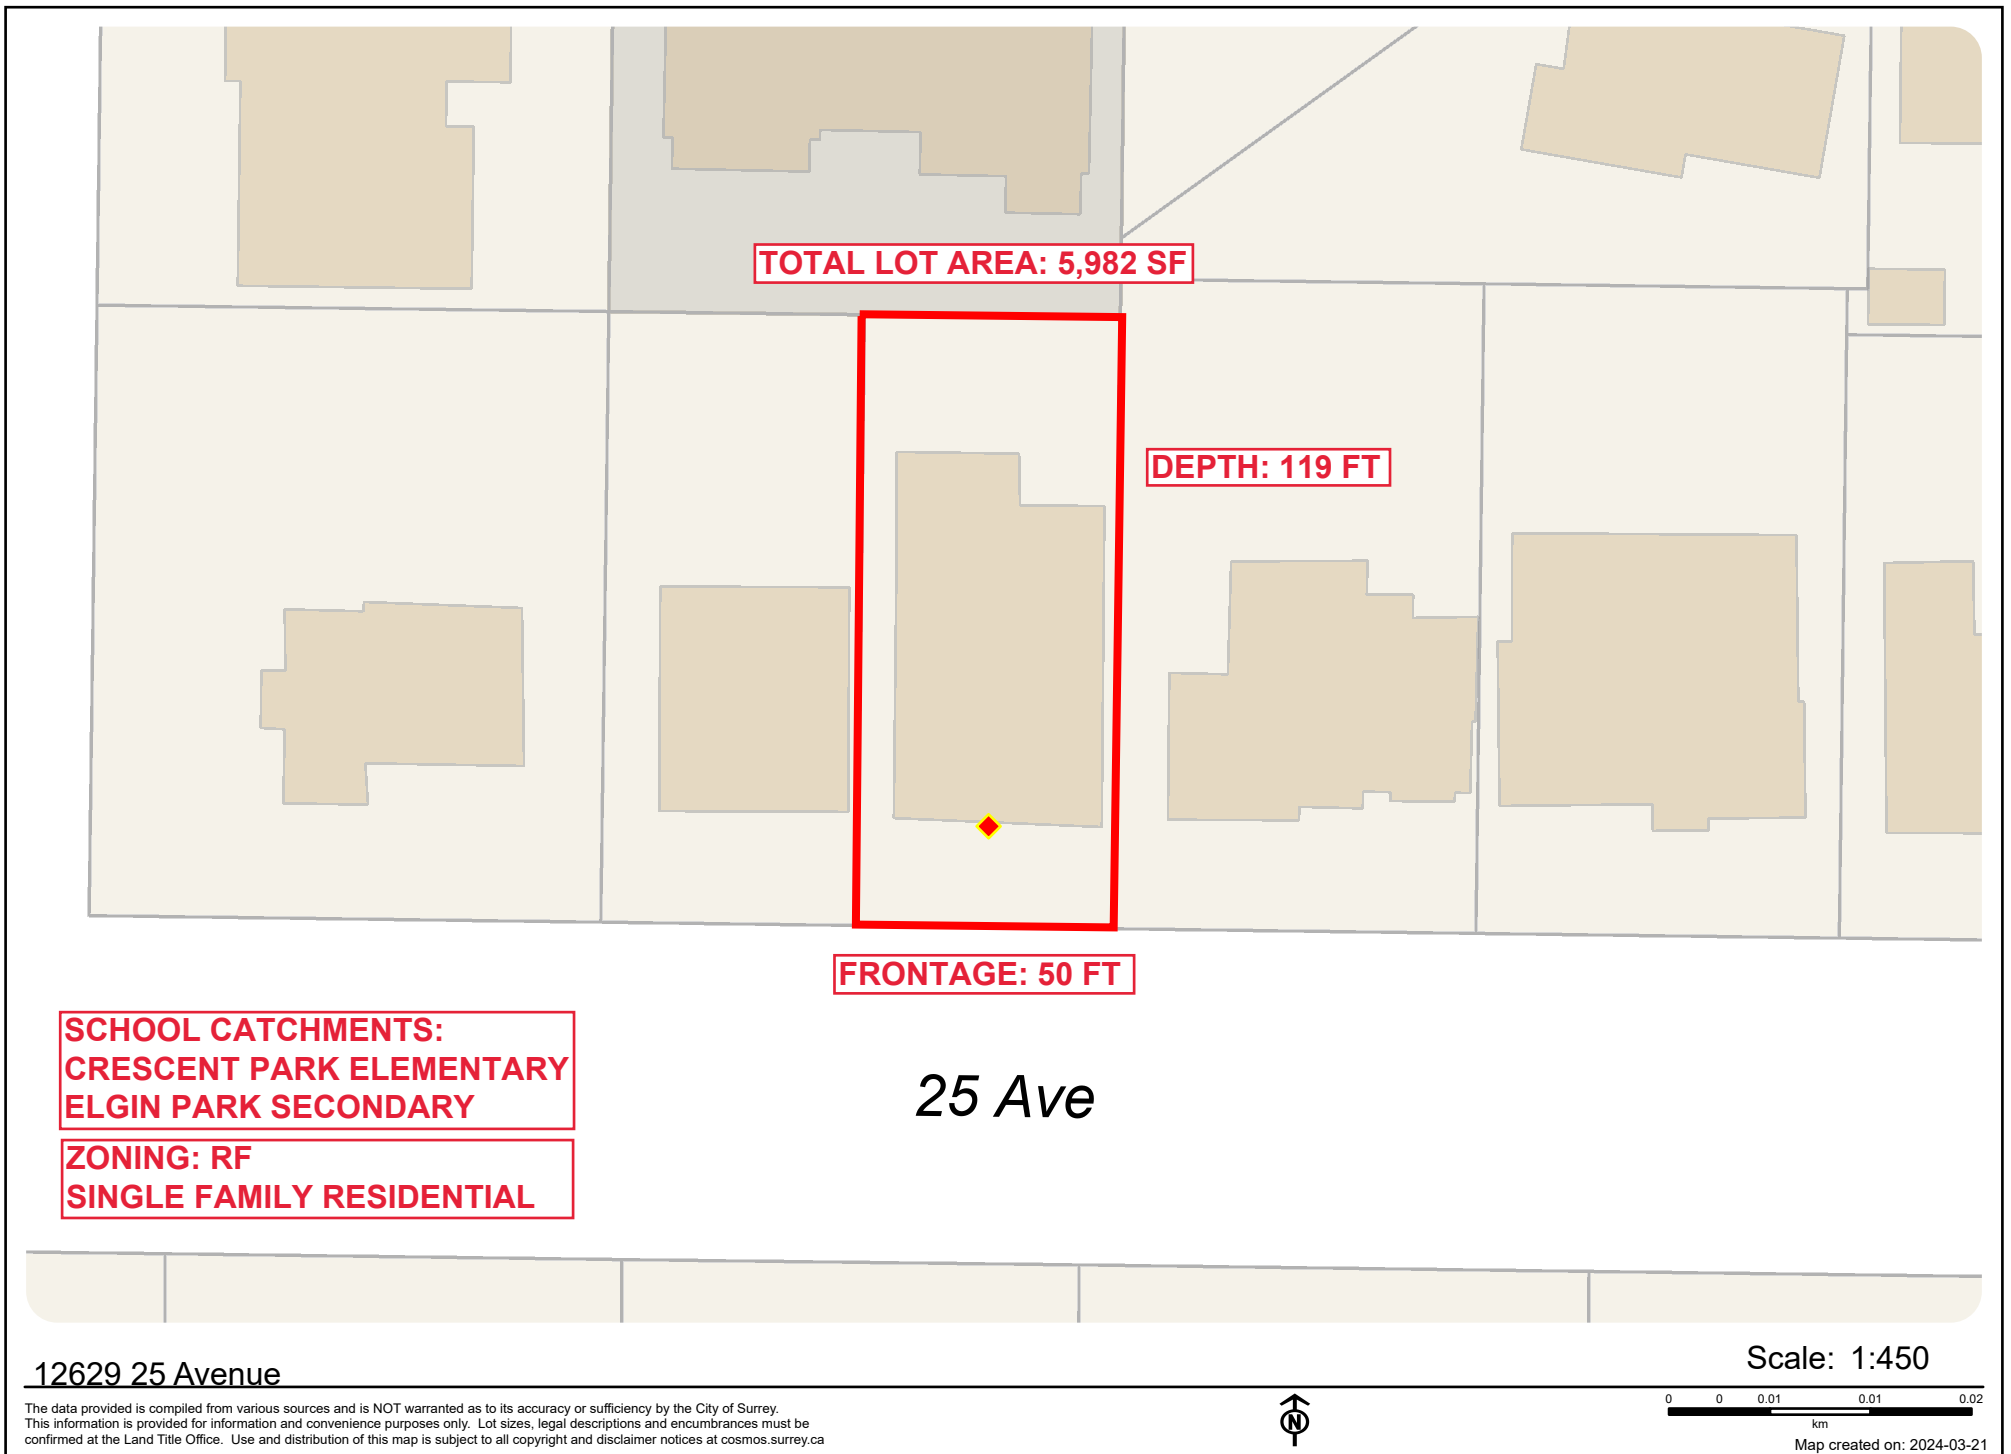 TOTAL LOT AREA: 5,982 SF
DEPTH: 119 FT
FRONTAGE: 50 FT
SCHOOL CATCHMENTS:
CRESCENT PARK ELEMENTARY
ELGIN PARK SECONDARY
25 Ave
ZONING: RF
SINGLE FAMILY RESIDENTIAL
12629 25 Avenue
Scale: 1:450
The data provided is compiled from various sources and is NOT warranted as to its accuracy or sufficiency by the City of Surrey.
This information is provided for information and convenience purposes only. Lot sizes, legal descriptions and encumbrances must be
confirmed at the Land Title Office. Use and distribution of this map is subject to all copyright and disclaimer notices at cosmos.surrey.ca
N
0 0 0.01 0.01 0.02
km
Map created on: 2024-03-21